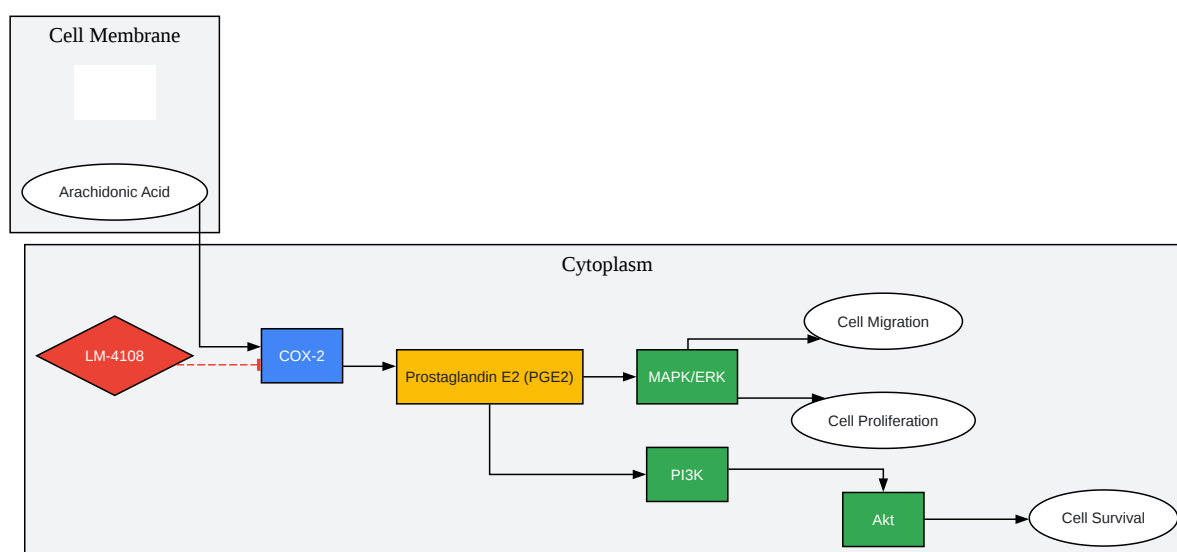 Cell Membrane
Arachidonic Acid
Cytoplasm
Cell Migration
LM-4108
COX-2
Prostaglandin E2 (PGE2)
MAPK/ERK
Cell Proliferation
PI3K
Akt
Cell Survival